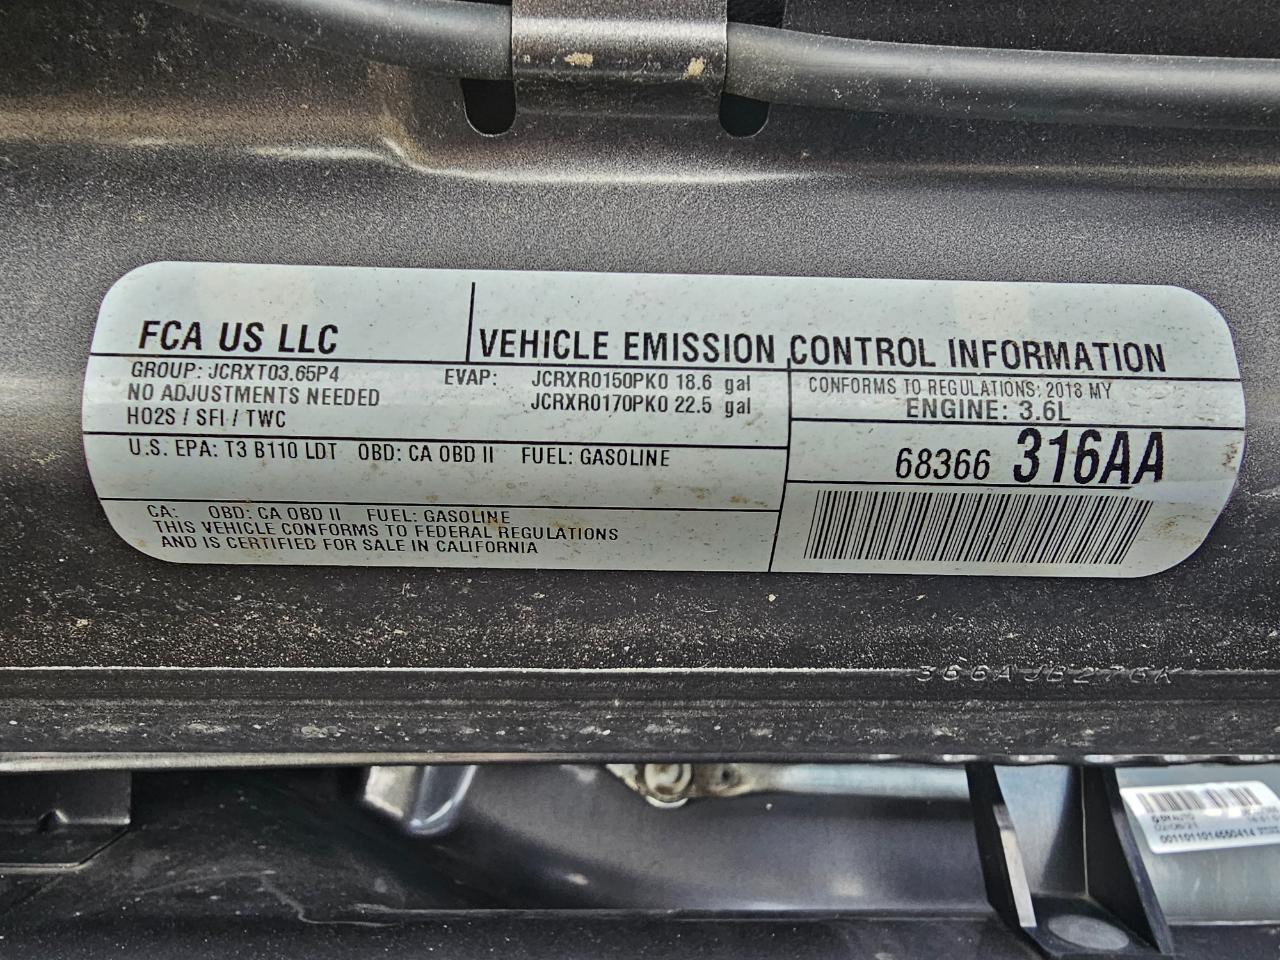 FCA US LLC
VEHICLE EMISSION CONTROL INFORMATION
GROUP: JCRXT03.65P4
NO ADJUSTMENTS NEEDED
HO2S / SFI / TWC
EVAP: JCRXR0150PK0 18.6 gal
JCRXR0170PK0 22.5 gal
CONFORMS TO REGULATIONS: 2018 MY
ENGINE: 3.6L
U.S. EPA: T3 B110 LDT OBD: CA OBD II FUEL: GASOLINE
68366 316AA
CA: OBD: CA OBD II FUEL: GASOLINE
THIS VEHICLE CONFORMS TO FEDERAL REGULATIONS
AND IS CERTIFIED FOR SALE IN CALIFORNIA
366AJB276K
0011011014550414